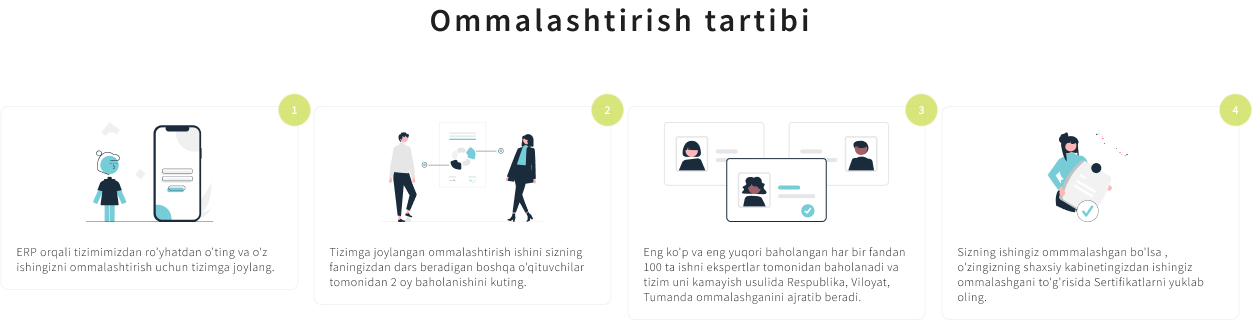 Ommalashtirish tartibi
1
ERP orqali tizimimizdan ro'yhatdan o'ting va o'z
ishingizni ommalashtirish uchun tizimga joylang.
2
Tizimga joylangan ommalashtirish ishini sizning
faningizdan dars beradigan boshqa o'qituvchilar
tomonidan 2 oy baholanishini kuting.
3
Eng ko'p va eng yuqori baholangan har bir fandan
100 ta ishni ekspertlar tomonidan baholanadi va
tizim uni kamayish usulida Respublika, Viloyat,
Tumanda ommalashganini ajratib beradi.
4
Sizning ishingiz ommmalashgan bo'lsa ,
o'zingizning shaxsiy kabinetingizdan ishingiz
ommalashgani to'g'risida Sertifikatlarni yuklab
oling.